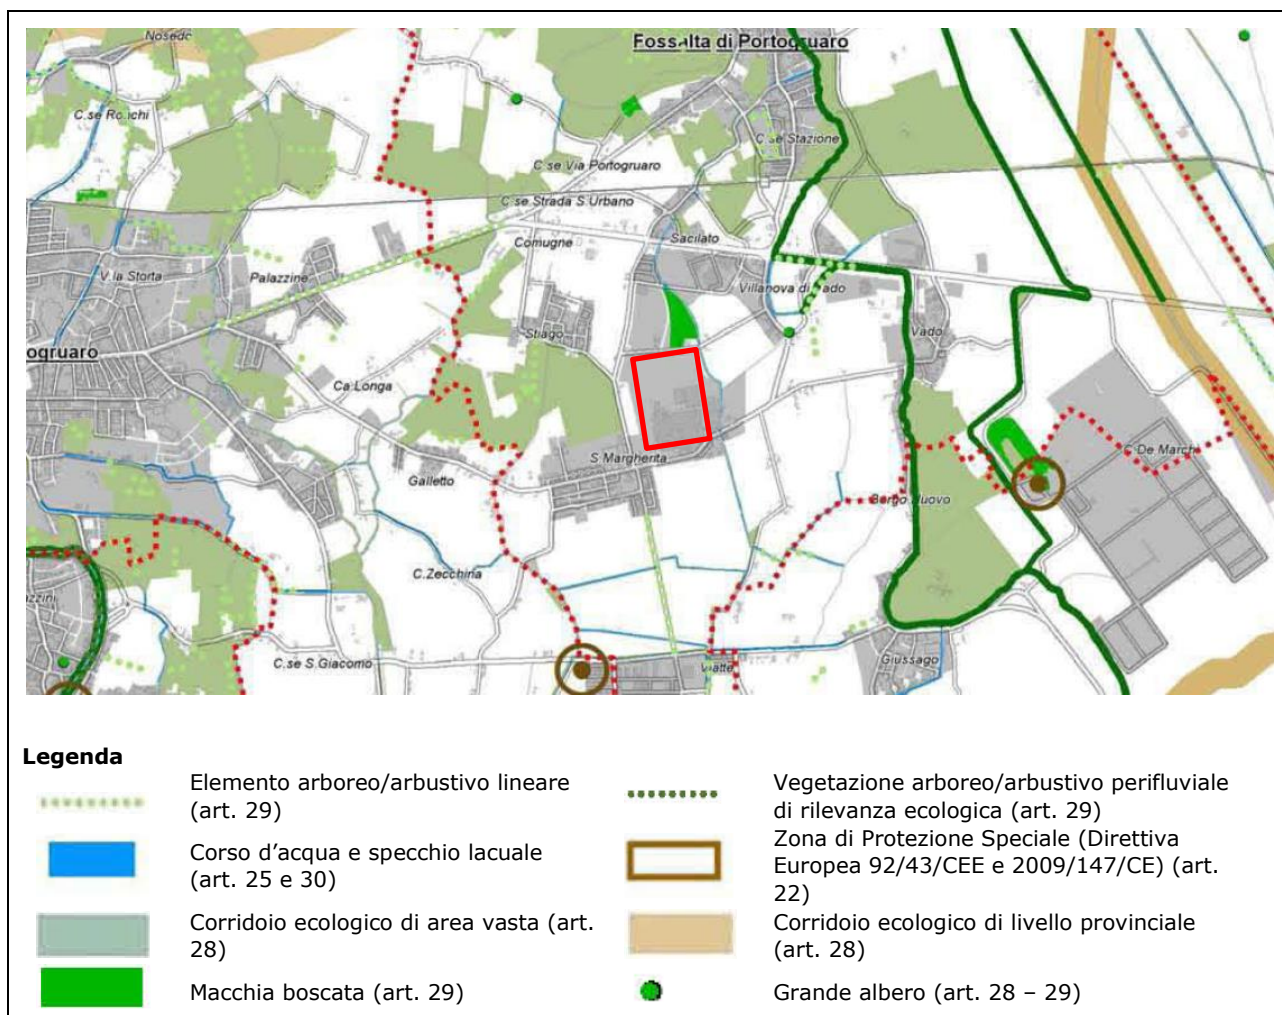 Nosedo
Fossalta di Portogruaro
C.se Ronchi
C.se Stazione
C.se Via Portogruaro
C.se Strada S.Urbano
Comugne
Sacilato
V.la Storta
Palazzine
Villanova di Vado
Stiago
Vado
ogruaro
Ca Longa
S.Margherita
C.De Marchi
Galletto
Borgo Nuovo
C.Zecchina
azzini
C.se S.Giacomo
Viatte
Giussago
Legenda
Elemento arboreo/arbustivo lineare
(art. 29)
Vegetazione arboreo/arbustivo perifluviale
di rilevanza ecologica (art. 29)
Corso d’acqua e specchio lacuale
(art. 25 e 30)
Zona di Protezione Speciale (Direttiva
Europea 92/43/CEE e 2009/147/CE) (art.
22)
Corridoio ecologico di area vasta (art.
28)
Corridoio ecologico di livello provinciale
(art. 28)
Macchia boscata (art. 29)
Grande albero (art. 28 – 29)